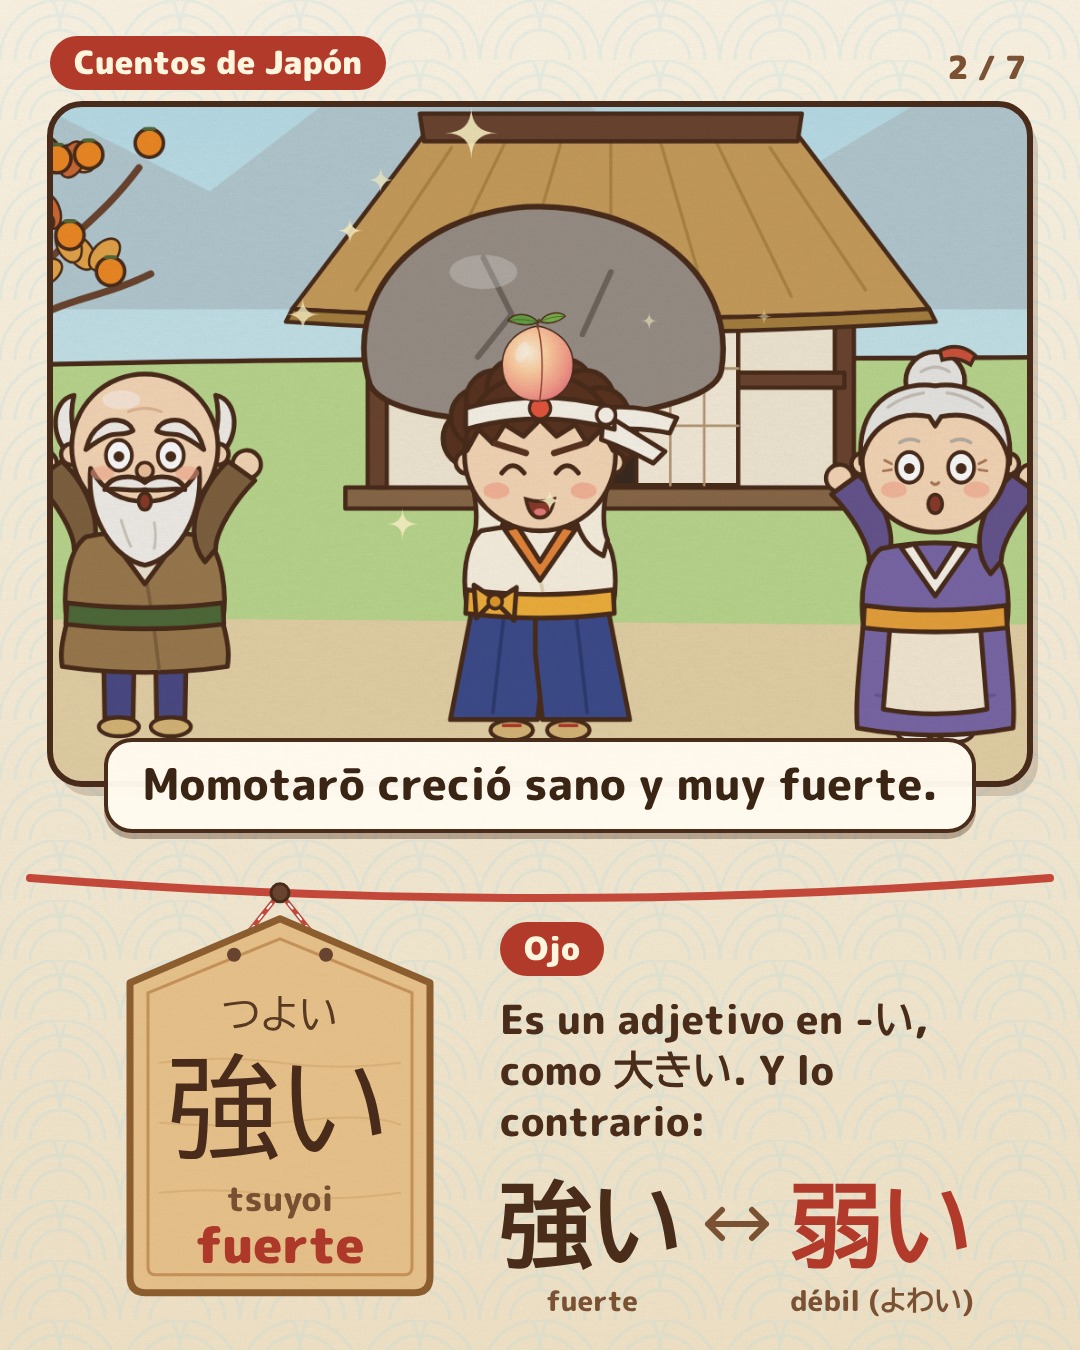 Cuentos de Japón
2 / 7
Momotarō creció sano y muy fuerte.
つよい
強い
tsuyoi
fuerte
Ojo
Es un adjetivo en -い,
como 大きい. Y lo
contrario:
強い ↔ 弱い
fuerte débil (よわい)